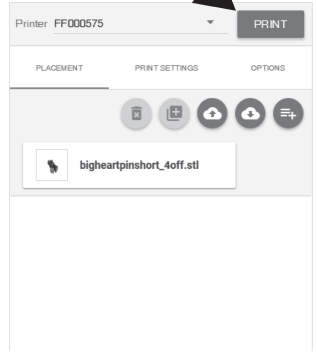 Printer FF000575 PRINT
PLACEMENT PRINT SETTINGS OPTIONS
bigheartpinshort_4off.stl